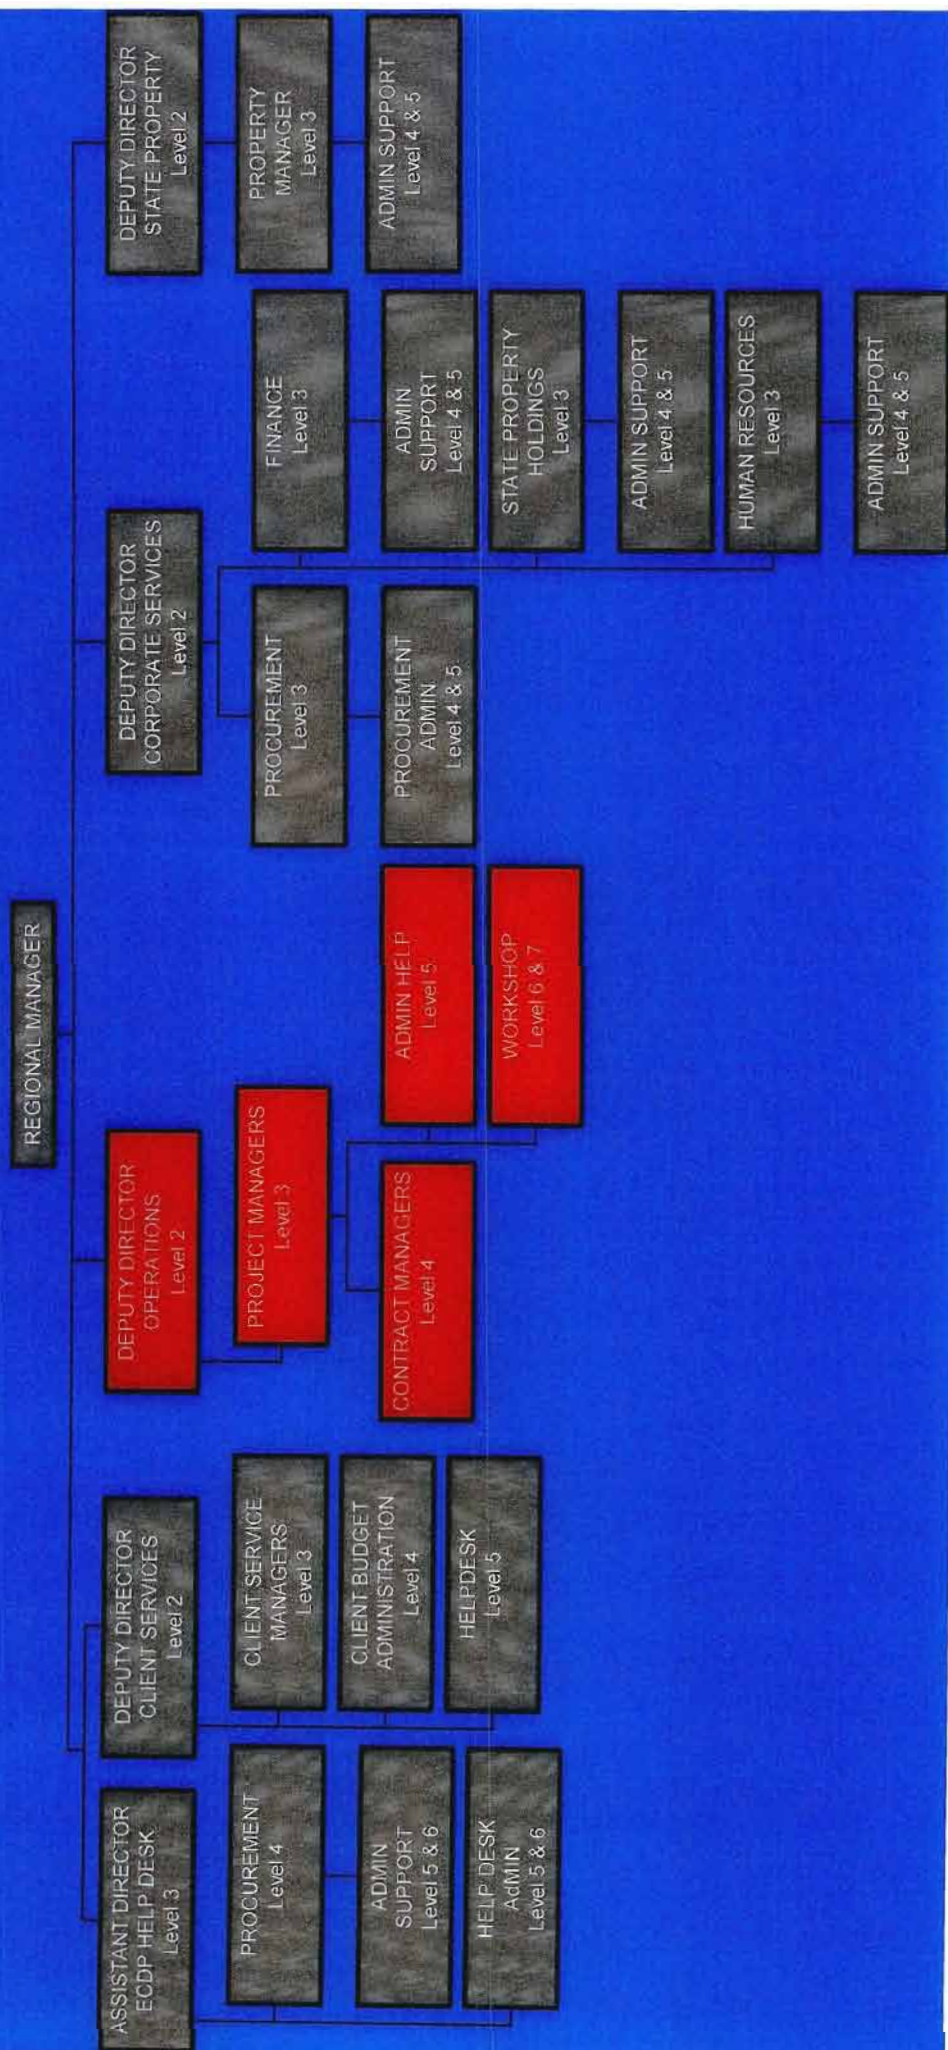 REGIONAL MANAGER
ASSISTANT DIRECTOR
ECDP HELP DESK
Level 3
PROCUREMENT
Level 4
ADMIN
SUPPORT
Level 5 & 6
HELP DESK
AdMIN
Level 5 & 6
DEPUTY DIRECTOR
CLIENT SERVICES
Level 2
CLIENT SERVICE
MANAGERS
Level 3
CLIENT BUDGET
ADMINISTRATION
Level 4
HELPDESK
Level 5
DEPUTY DIRECTOR
OPERATIONS
Level 2
PROJECT MANAGERS
Level 3
CONTRACT MANAGERS
Level 4
ADMIN HELP
Level 5
WORKSHOP
Level 6 & 7
DEPUTY DIRECTOR
CORPORATE SERVICES
Level 2
PROCUREMENT
Level 3
PROCUREMENT
ADMIN
Level 4 & 5
FINANCE
Level 3
ADMIN
SUPPORT
Level 4 & 5
STATE PROPERTY
HOLDINGS
Level 3
ADMIN SUPPORT
Level 4 & 5
HUMAN RESOURCES
Level 3
ADMIN SUPPORT
Level 4 & 5
DEPUTY DIRECTOR
STATE PROPERTY
Level 2
PROPERTY
MANAGER
Level 3
ADMIN SUPPORT
Level 4 & 5